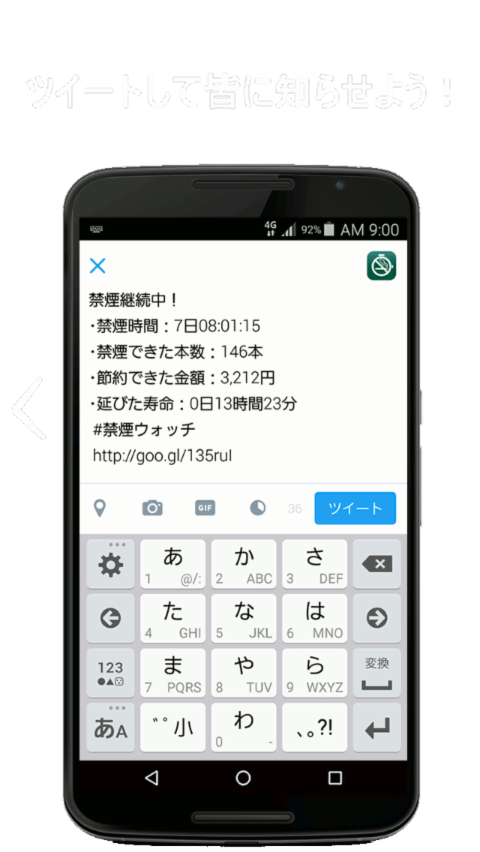 ツイートして皆に知らせよう！
4G 92% AM 9:00
禁煙継続中！
･禁煙時間：7日08:01:15
･禁煙できた本数：146本
･節約できた金額：3,212円
･延びた寿命：0日13時間23分
#禁煙ウォッチ
http://goo.gl/135rul
GIF 36 ツイート
あ か さ
1 @/: 2 ABC 3 DEF
た な は
4 GHI 5 JKL 6 MNO
123 ま や ら 変換
7 PQRS 8 TUV 9 WXYZ
あA ゛゜小 わ 、。?!
0 -